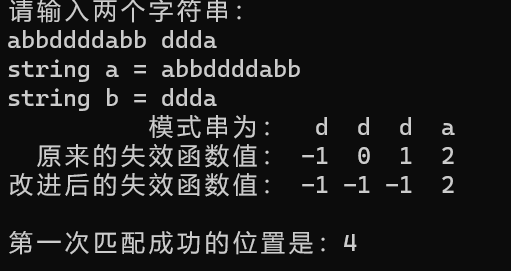 请输入两个字符串：
abbddddabb ddda
string a = abbddddabb
string b = ddda
模式串为： d d d a
原来的失效函数值： -1 0 1 2
改进后的失效函数值： -1 -1 -1 2
第一次匹配成功的位置是：4